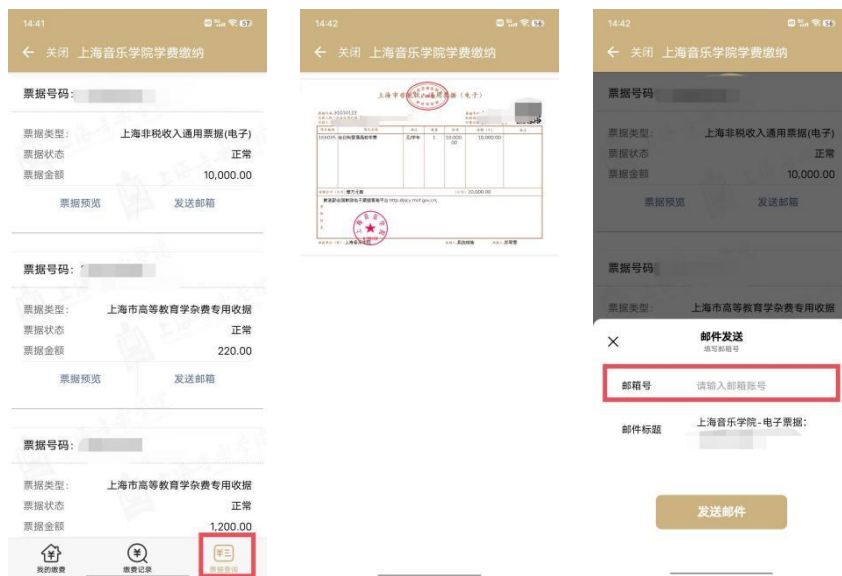 14:41
57
关闭 上海音乐学院学费缴纳
票据号码:
票据类型: 上海非税收入通用票据(电子)
票据状态 正常
票据金额 10,000.00
票据预览 发送邮箱
票据号码:
票据类型: 上海市高等教育学杂费专用收据
票据状态 正常
票据金额 220.00
票据预览 发送邮箱
票据号码:
票据类型: 上海市高等教育学杂费专用收据
票据状态 正常
票据金额 1,200.00
我的缴费 缴费记录 票据查询
14:42
56
关闭 上海音乐学院学费缴纳
10,000.00 10,000.00
10,000.00
14:42
56
关闭 上海音乐学院学费缴纳
票据号码
票据类型: 上海非税收入通用票据(电子)
票据状态 正常
票据金额 10,000.00
票据预览 发送邮箱
票据号码
票据类型: 上海市高等教育学杂费专用收据
邮件发送
填写邮箱号
邮箱号 请输入邮箱账号
邮件标题 上海音乐学院-电子票据:
发送邮件